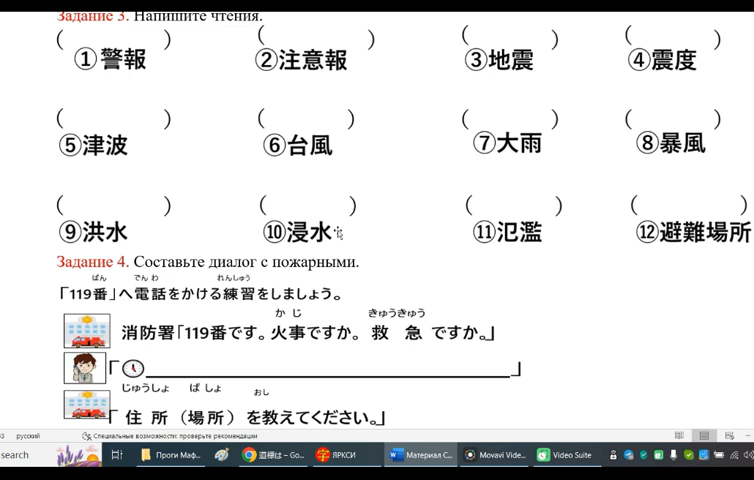 Задание 3. Напишите чтения.
( ) ( ) ( ) ( )
①警報 ②注意報 ③地震 ④震度
( ) ( ) ( ) ( )
⑤津波 ⑥台風 ⑦大雨 ⑧暴風
( ) ( ) ( ) ( )
⑨洪水 ⑩浸水 ⑪氾濫 ⑫避難場所
Задание 4. Составьте диалог с пожарными.
ばん でんわ れんしゅう
「119番」へ電話をかける練習をしましょう。
かじ きゅうきゅう
消防署「119番です。火事ですか。救急ですか。」
「 」
じゅうしょ ばしょ おし
「住所(場所)を教えてください。」
русский Специальные возможности: проверьте рекомендации
search Проги Маф... 道標は – Go... ЯРКСИ Материал С... Movavi Vide... Video Suite